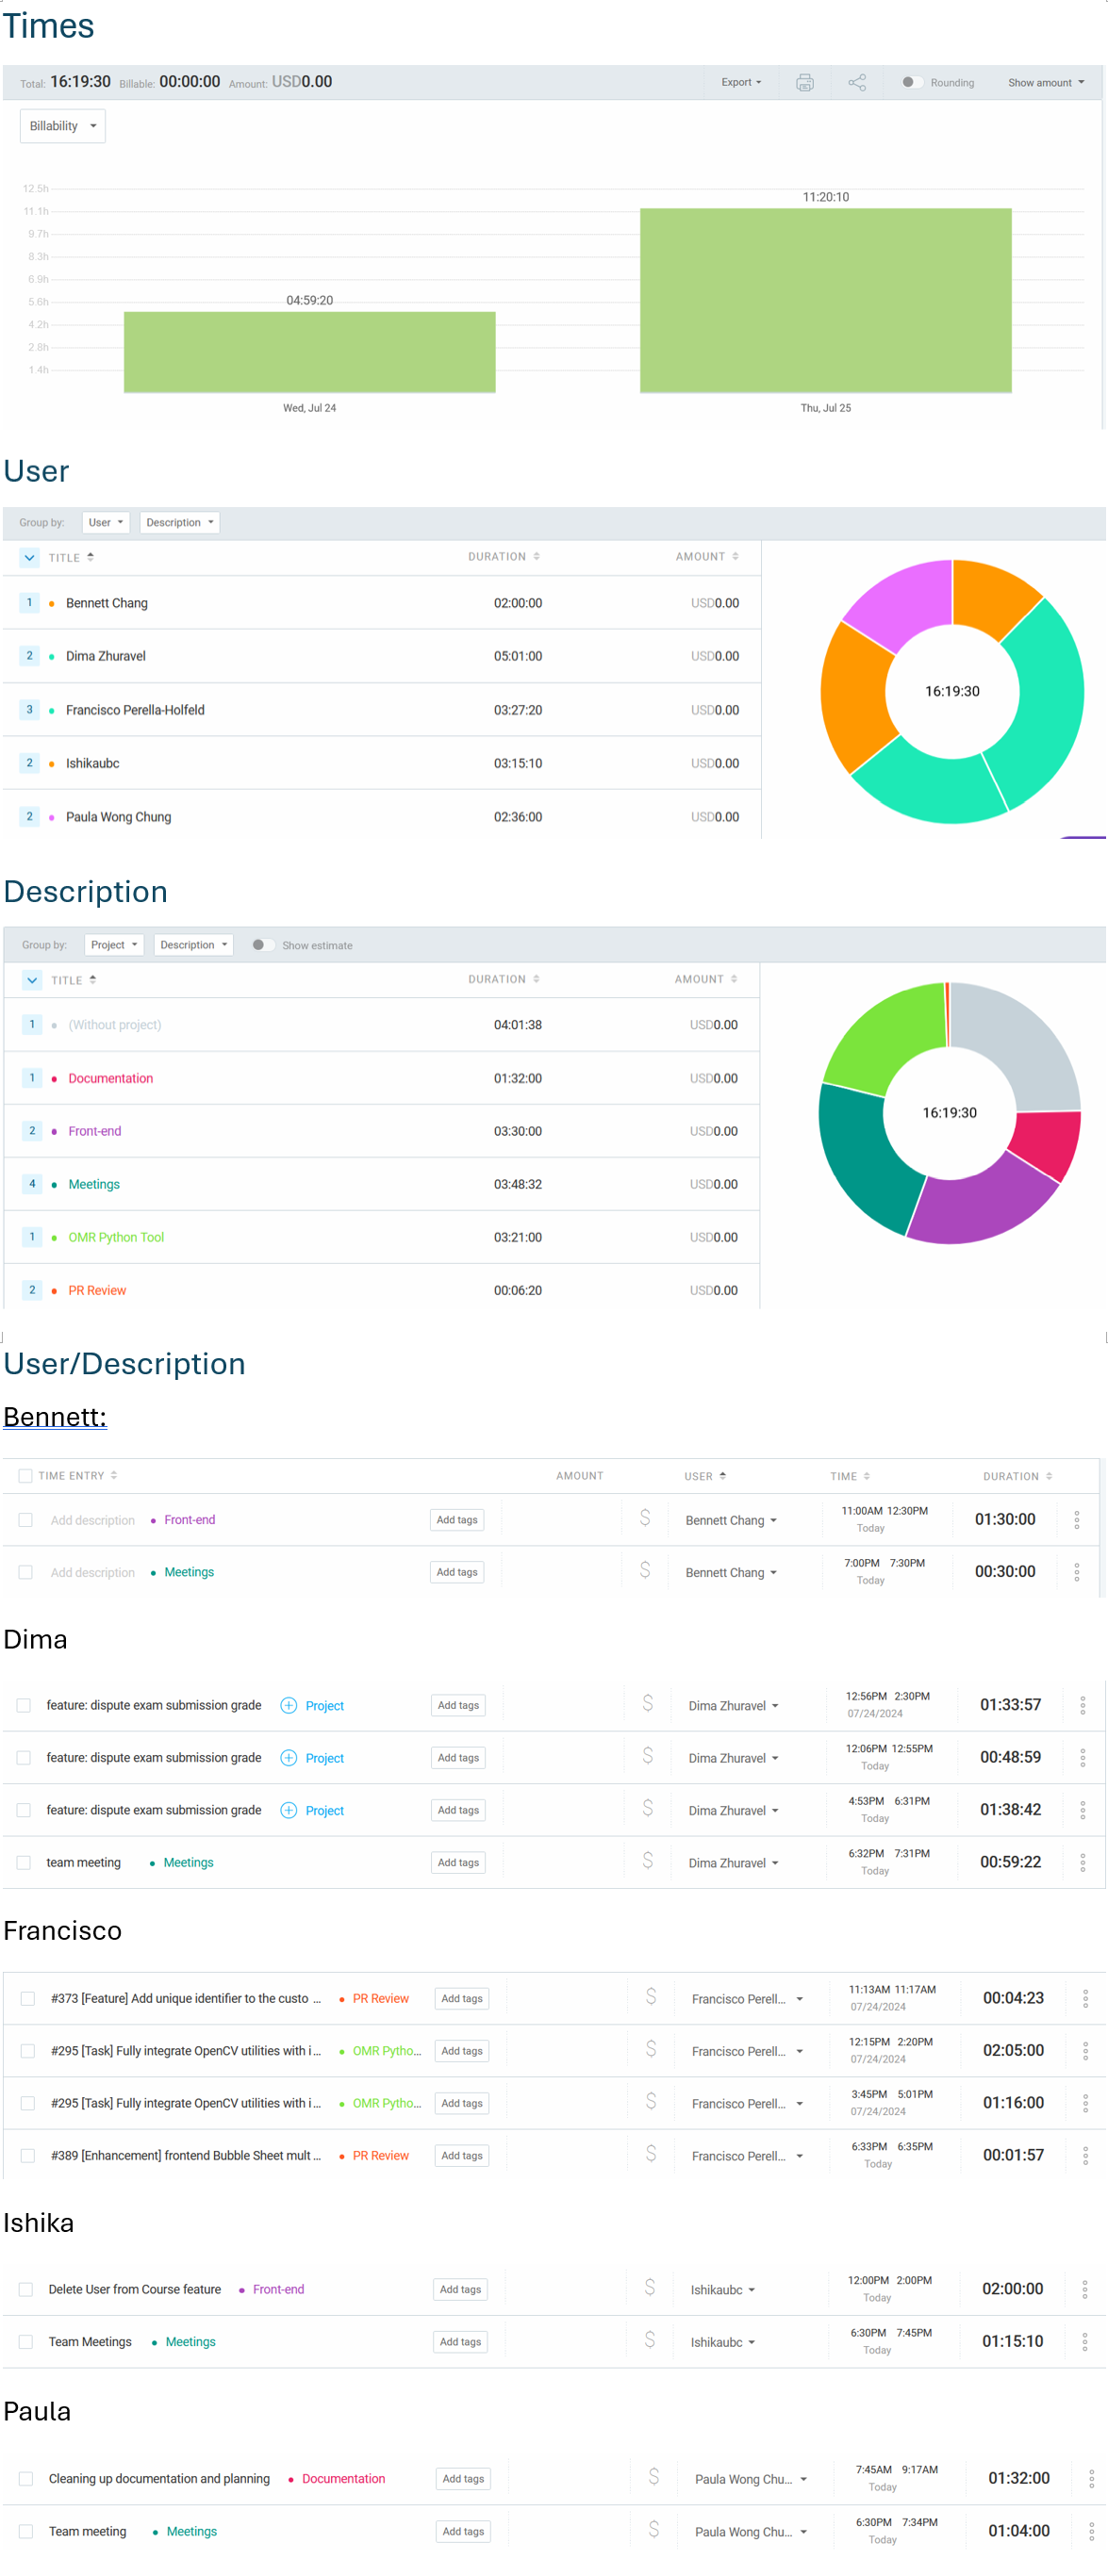 Times
Total: 16:19:30 Billable: 00:00:00 Amount: USD0.00 Export Rounding Show amount
Billability
12.5h
11:20:10
11.1h
9.7h
8.3h
6.9h
5.6h
04:59:20
4.2h
2.8h
1.4h
Wed, Jul 24 Thu, Jul 25
User
Group by: User Description
TITLE DURATION AMOUNT
1 Bennett Chang 02:00:00 USD0.00
2 Dima Zhuravel 05:01:00 USD0.00
3 Francisco Perella-Holfeld 03:27:20 USD0.00
2 Ishikaubc 03:15:10 USD0.00
2 Paula Wong Chung 02:36:00 USD0.00
16:19:30
Description
Group by: Project Description Show estimate
TITLE DURATION AMOUNT
1 (Without project) 04:01:38 USD0.00
1 Documentation 01:32:00 USD0.00
2 Front-end 03:30:00 USD0.00
4 Meetings 03:48:32 USD0.00
1 OMR Python Tool 03:21:00 USD0.00
2 PR Review 00:06:20 USD0.00
16:19:30
User/Description
Bennett:
TIME ENTRY AMOUNT USER TIME DURATION
Add description Front-end Add tags $ Bennett Chang 11:00AM 12:30PM 01:30:00
Today
Add description Meetings Add tags $ Bennett Chang 7:00PM 7:30PM 00:30:00
Today
Dima
feature: dispute exam submission grade Project Add tags $ Dima Zhuravel 12:56PM 2:30PM 01:33:57
07/24/2024
feature: dispute exam submission grade Project Add tags $ Dima Zhuravel 12:06PM 12:55PM 00:48:59
Today
feature: dispute exam submission grade Project Add tags $ Dima Zhuravel 4:53PM 6:31PM 01:38:42
Today
team meeting Meetings Add tags $ Dima Zhuravel 6:32PM 7:31PM 00:59:22
Today
Francisco
#373 [Feature] Add unique identifier to the custo ... PR Review Add tags $ Francisco Perell... 11:13AM 11:17AM 00:04:23
07/24/2024
#295 [Task] Fully integrate OpenCV utilities with i... OMR Pytho... Add tags $ Francisco Perell... 12:15PM 2:20PM 02:05:00
07/24/2024
#295 [Task] Fully integrate OpenCV utilities with i... OMR Pytho... Add tags $ Francisco Perell... 3:45PM 5:01PM 01:16:00
07/24/2024
#389 [Enhancement] frontend Bubble Sheet mult ... PR Review Add tags $ Francisco Perell... 6:33PM 6:35PM 00:01:57
Today
Ishika
Delete User from Course feature Front-end Add tags $ Ishikaubc 12:00PM 2:00PM 02:00:00
Today
Team Meetings Meetings Add tags $ Ishikaubc 6:30PM 7:45PM 01:15:10
Today
Paula
Cleaning up documentation and planning Documentation Add tags $ Paula Wong Chu... 7:45AM 9:17AM 01:32:00
Today
Team meeting Meetings Add tags $ Paula Wong Chu... 6:30PM 7:34PM 01:04:00
Today